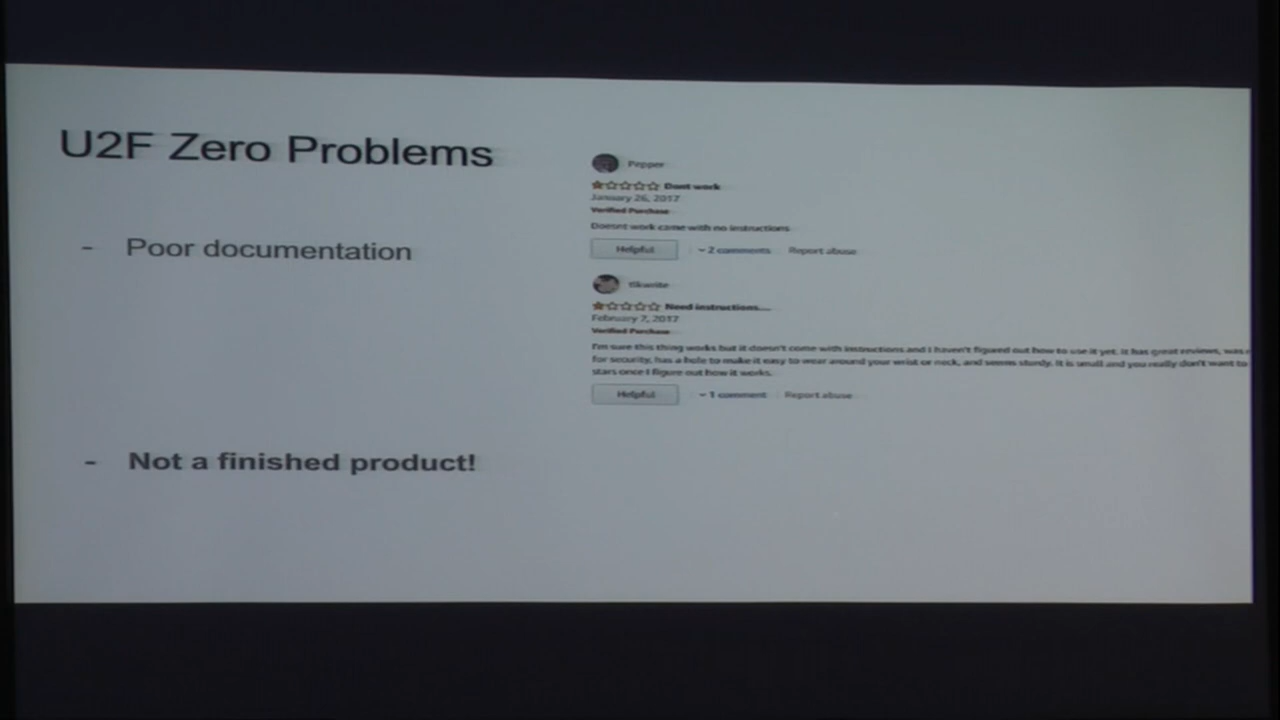 U2F Zero Problems
- Poor documentation
- Not a finished product!
Pepper
Dont work
January 26, 2017
Verified Purchase
Doesnt work came with no instructions
Helpful 2 comments Report abuse
Need instructions....
February 7, 2017
Verified Purchase
I'm sure this thing works but it doesn't come with instructions and I haven't figured out how to use it yet. It has great reviews, was
for security, has a hole to make it easy to wear around your wrist or neck, and seems sturdy. It is small and you really don't want to
stars once I figure out how it works.
Helpful 1 comment Report abuse